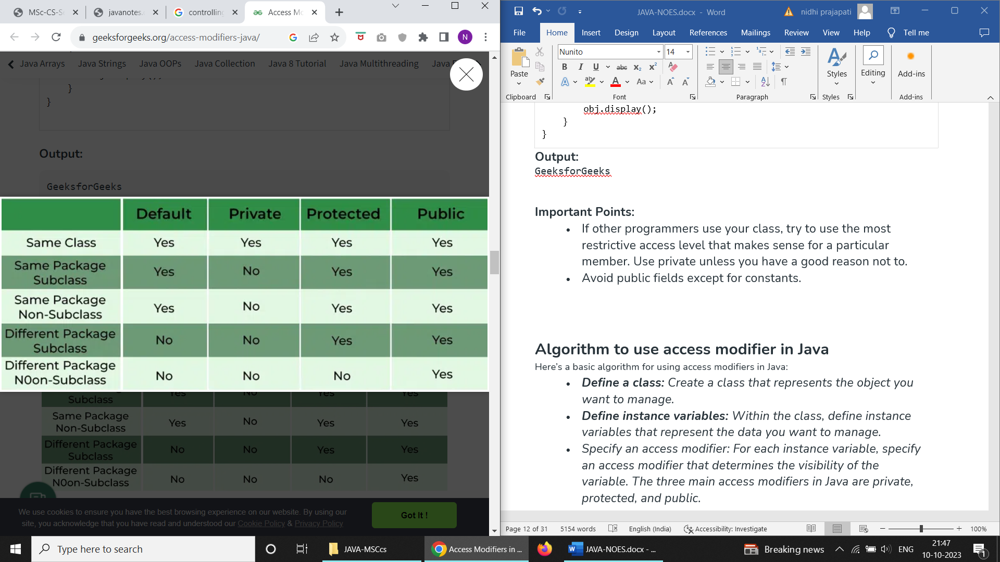 MSc-CS-S
javanotes.
controlling
Access Mo
geeksforgeeks.org/access-modifiers-java/
N
Java Arrays Java Strings Java OOPs Java Collection Java 8 Tutorial Java Multithreading Java
}
}
Output:
GeeksforGeeks
Default Private Protected Public
Same Class Yes Yes Yes Yes
Same Package Subclass Yes No Yes Yes
Same Package Non-Subclass Yes No Yes Yes
Different Package Subclass No No Yes Yes
Different Package N0on-Subclass No No No Yes
Subclass Yes No Yes Yes
Same Package Non-Subclass Yes No Yes Yes
Different Package Subclass No No Yes Yes
Different Package N0on-Subclass No No No Yes
We use cookies to ensure you have the best browsing experience on our website. By using our
site, you acknowledge that you have read and understood our Cookie Policy & Privacy Policy
Got It !
JAVA-NOES.docx - Word
nidhi prajapati
File Home Insert Design Layout References Mailings Review View Help Tell me
Paste
Clipboard
Nunito 14
B I U abc x₂ x²
A A Aa A A
Font
Paragraph
Styles
Styles
Editing
Add-ins
Add-ins
obj.display();
}
}
Output:
GeeksforGeeks
Important Points:
• If other programmers use your class, try to use the most
restrictive access level that makes sense for a particular
member. Use private unless you have a good reason not to.
• Avoid public fields except for constants.
Algorithm to use access modifier in Java
Here's a basic algorithm for using access modifiers in Java:
• Define a class: Create a class that represents the object you
want to manage.
• Define instance variables: Within the class, define instance
variables that represent the data you want to manage.
• Specify an access modifier: For each instance variable, specify
an access modifier that determines the visibility of the
variable. The three main access modifiers in Java are private,
protected, and public.
Page 12 of 31 5154 words English (India) Accessibility: Investigate 100%
Type here to search
JAVA-MSCcs
Access Modifiers in ...
JAVA-NOES.docx - ...
Breaking news
ENG
21:47
10-10-2023
1